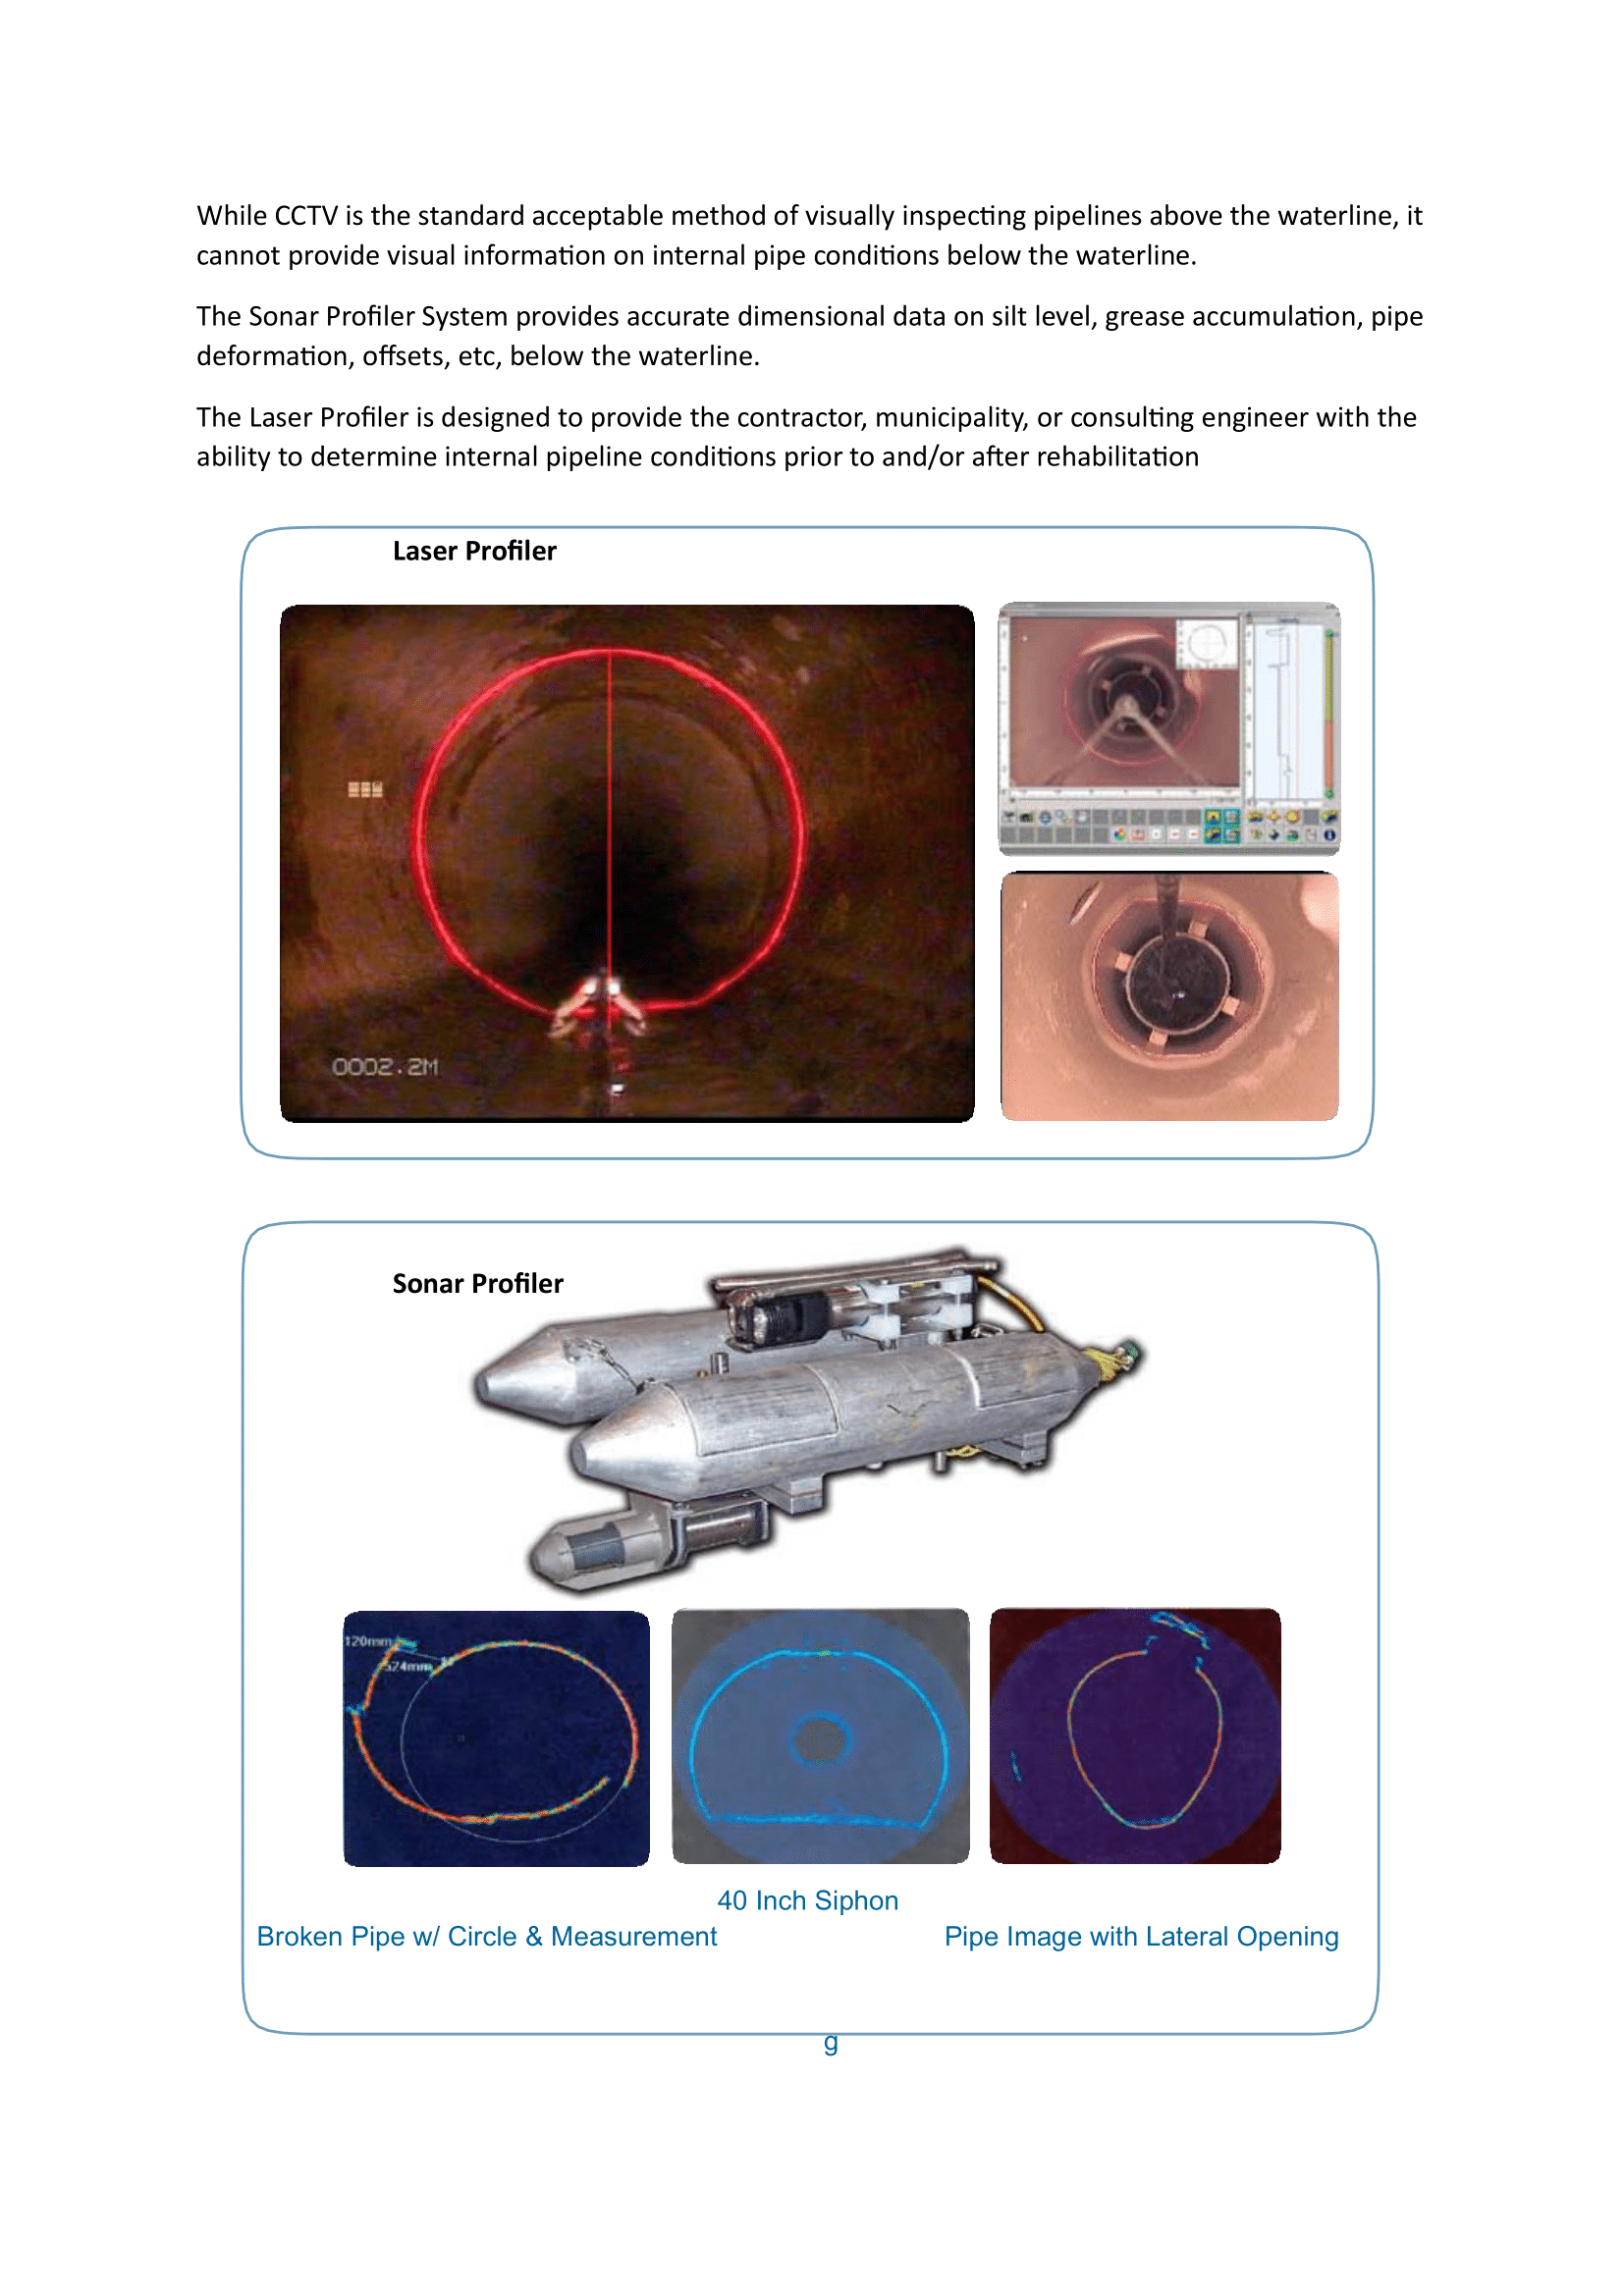 While CCTV is the standard acceptable method of visually inspecting pipelines above the waterline, it
cannot provide visual information on internal pipe conditions below the waterline.
The Sonar Profiler System provides accurate dimensional data on silt level, grease accumulation, pipe
deformation, offsets, etc, below the waterline.
The Laser Profiler is designed to provide the contractor, municipality, or consulting engineer with the
ability to determine internal pipeline conditions prior to and/or after rehabilitation
Laser Profiler
0002.2M
Sonar Profiler
120mm
524mm
40 Inch Siphon
Broken Pipe w/ Circle & Measurement
Pipe Image with Lateral Opening
g